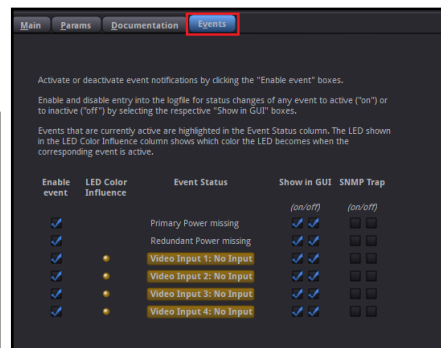 Main Params Documentation Events
Activate or deactivate event notifications by clicking the "Enable event" boxes.
Enable and disable entry into the logfile for status changes of any event to active ("on") or
to inactive ("off") by selecting the respective "Show in GUI" boxes.
Events that are currently active are highlighted in the Event Status column. The LED shown
in the LED Color Influence column shows which color the LED becomes when the
corresponding event is active.
Enable event LED Color Influence Event Status Show in GUI SNMP Trap
(on/off) (on/off)
Primary Power missing
Redundant Power missing
Video Input 1: No Input
Video Input 2: No Input
Video Input 3: No Input
Video Input 4: No Input